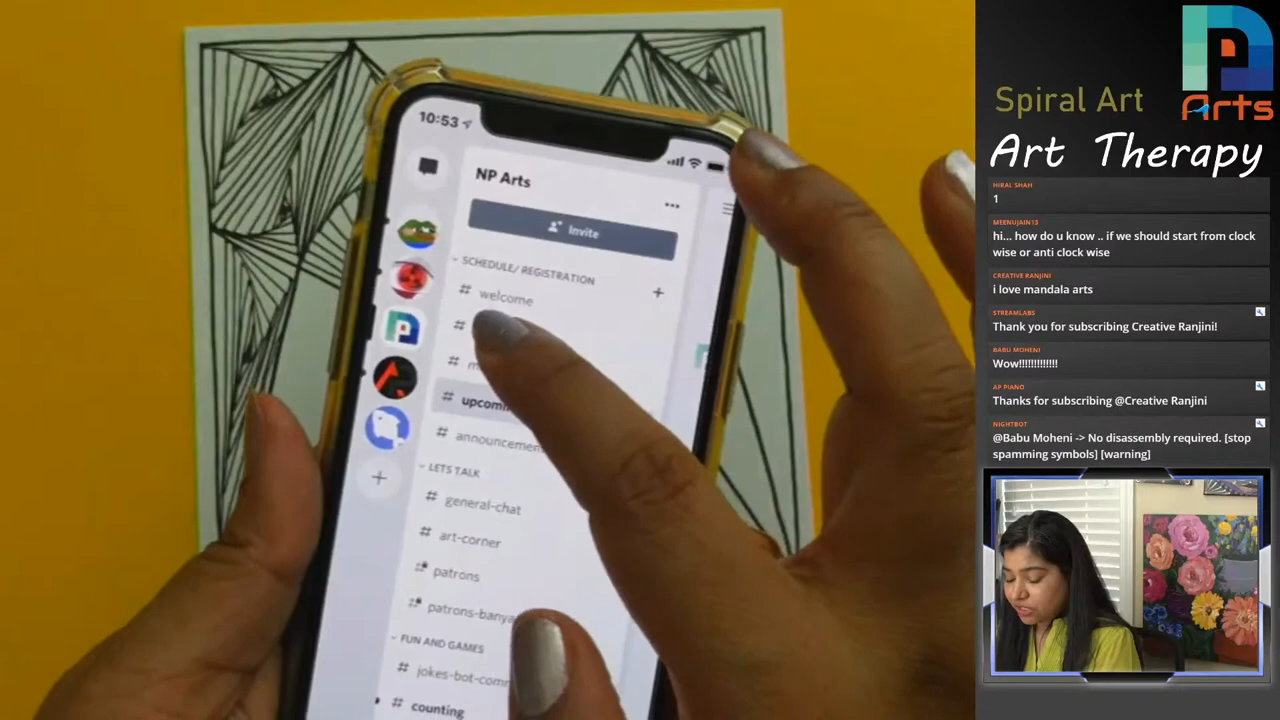 10:53
NP Arts
Invite
SCHEDULE/ REGISTRATION
# welcome
#
#
#
# announcemen
LETS TALK
# general-chat
# art-corner
patrons
patrons-banya
FUN AND GAMES
# jokes-bot-com
# counting
Arts
Spiral Art
Art Therapy
HIRAL SHAH
1
MEENUJAIN13
hi... how do u know .. if we should start from clock
wise or anti clock wise
CREATIVE RANJINI
i love mandala arts
STREAMLABS
Thank you for subscribing Creative Ranjini!
BABU MOHENI
Wow!!!!!!!!!!!!!
AP PIANO
Thanks for subscribing @Creative Ranjini
NIGHTBOT
@Babu Moheni -> No disassembly required. [stop
spamming symbols] [warning]